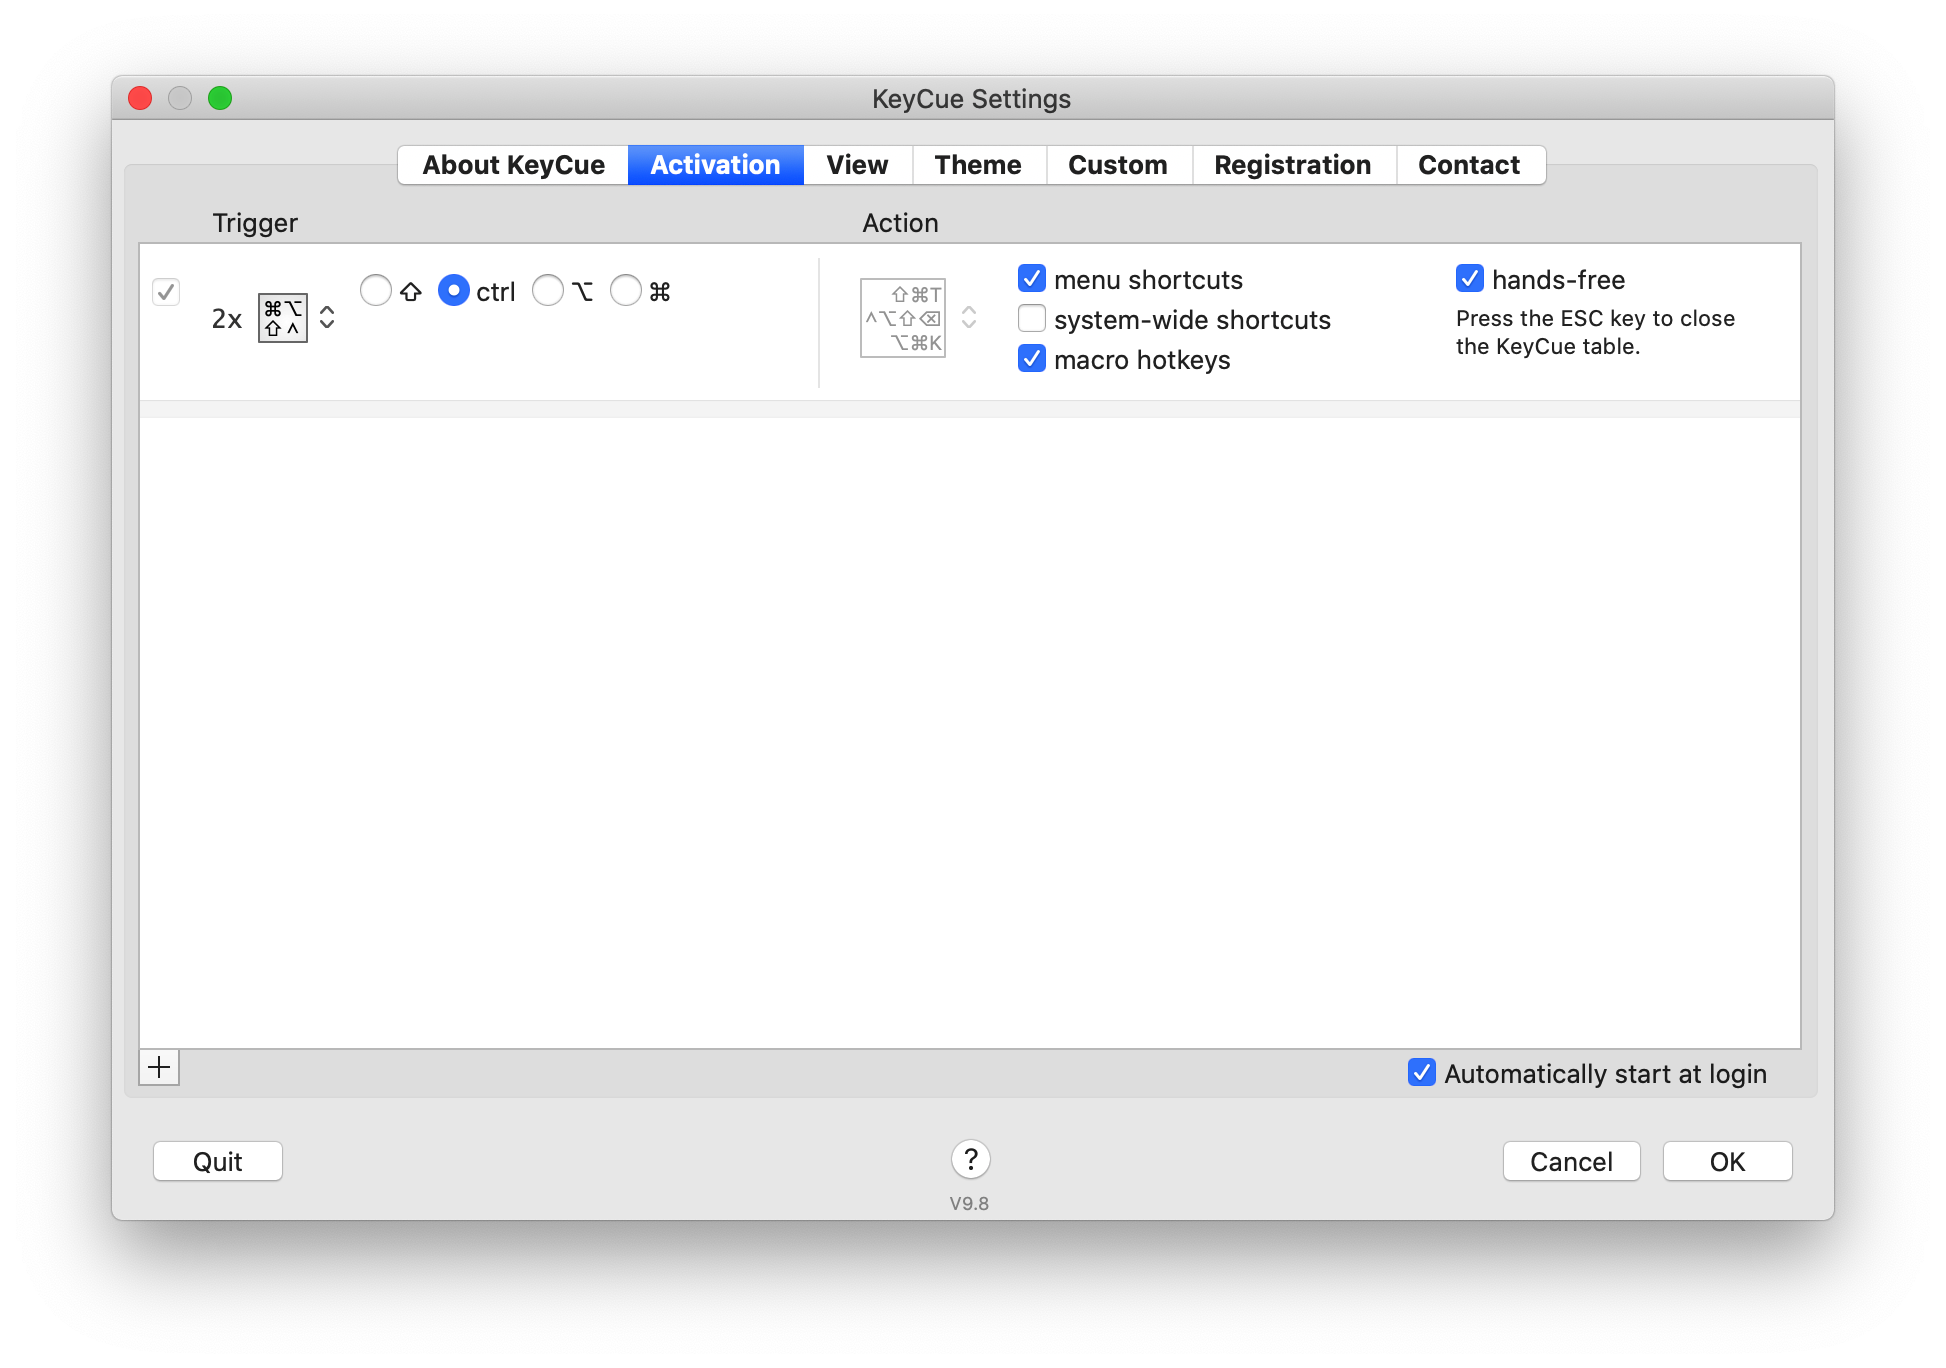 KeyCue Settings
About KeyCue Activation View Theme Custom Registration Contact
Trigger Action
2x ⌘⌥ ⇧^ ⇧ ctrl ⌥ ⌘
⇧⌘T
^⌥⇧⌫
⌥⌘K
menu shortcuts
system-wide shortcuts
macro hotkeys
hands-free
Press the ESC key to close
the KeyCue table.
Automatically start at login
Quit ? Cancel OK
V9.8